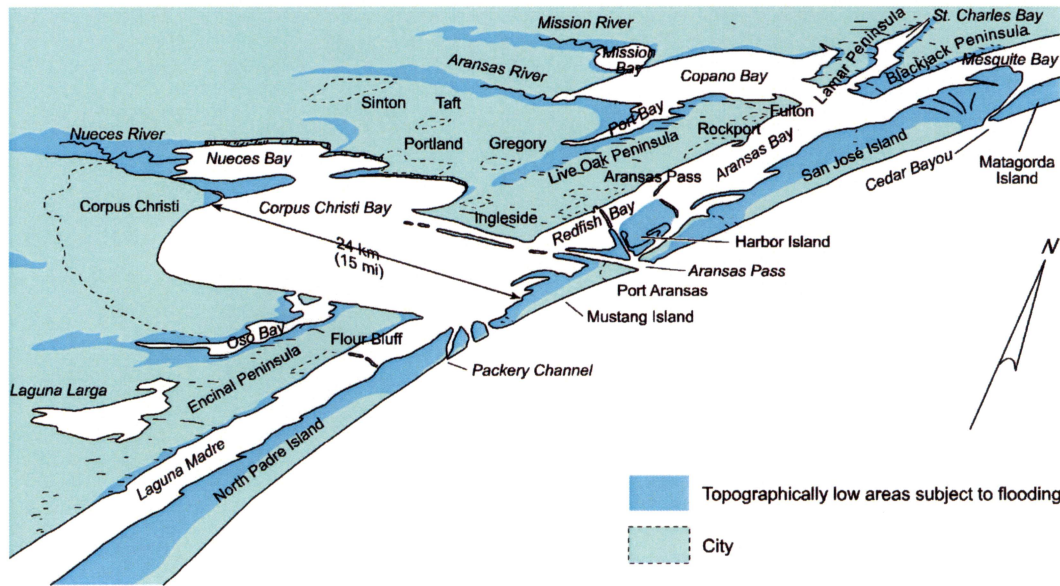 Mission River
St. Charles Bay
Mission
Bay
Lamar Peninsula
Blackjack Peninsula
Aransas River
Copano Bay
Mesquite Bay
Sinton
Taft
Port Bay
Fulton
Nueces River
Portland
Gregory
Rockport
Nueces Bay
Live Oak Peninsula
Aransas Bay
San José Island
Matagorda
Island
Aransas Pass
Cedar Bayou
Corpus Christi
Corpus Christi Bay
Ingleside
Redfish Bay
24 km
(15 mi)
Harbor Island
Aransas Pass
N
Port Aransas
Mustang Island
Oso Bay
Flour Bluff
Packery Channel
Encinal Peninsula
Laguna Larga
Laguna Madre
North Padre Island
Topographically low areas subject to flooding
City